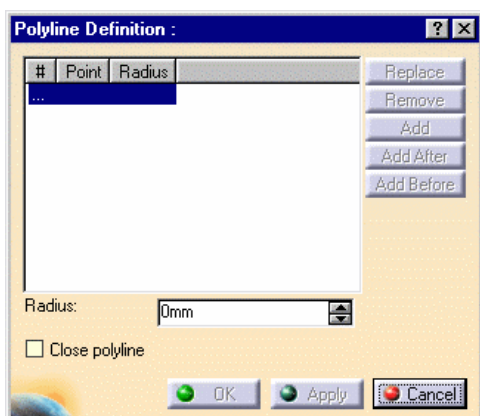 Polyline Definition :
? ×
# Point Radius
...
Replace
Remove
Add
Add After
Add Before
Radius: 0mm
Close polyline
OK Apply Cancel